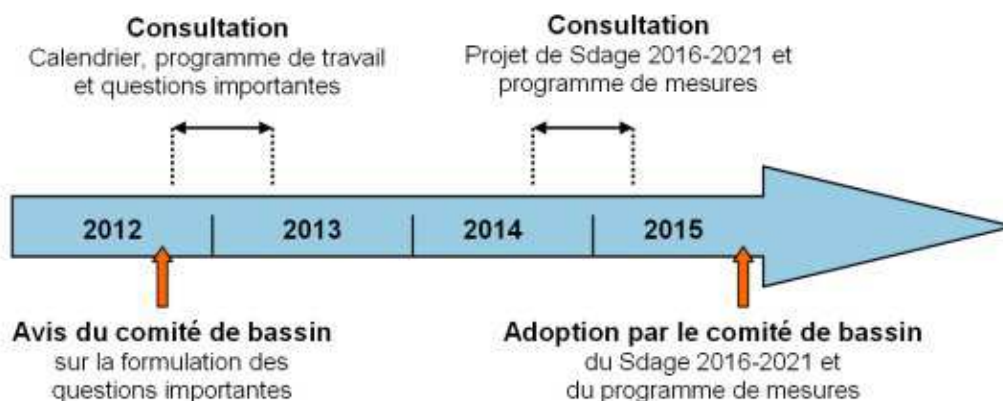 Consultation
Calendrier, programme de travail
et questions importantes
Consultation
Projet de Sdage 2016-2021 et
programme de mesures
2012
2013
2014
2015
Avis du comité de bassin
sur la formulation des
questions importantes
Adoption par le comité de bassin
du Sdage 2016-2021 et
du programme de mesures